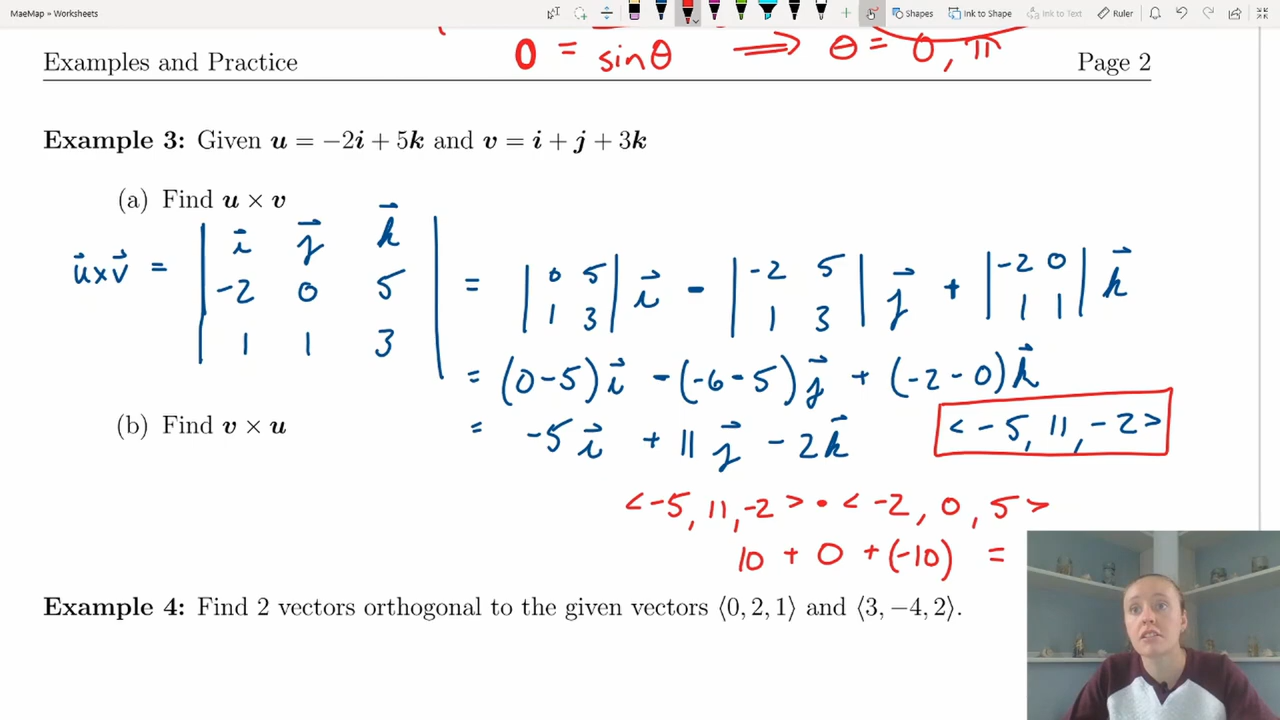 MaeMap » Worksheets
Shapes Ink to Shape Ink to Text Ruler
0 = sinθ ⟹ θ = 0, π
Examples and Practice Page 2
Example 3: Given u = −2i + 5k and v = i + j + 3k
(a) Find u × v
u⃗ x v⃗ = | i⃗ j⃗ k⃗ | = | 0 5 | i⃗ - | -2 5 | j⃗ + | -2 0 | k⃗
| -2 0 5 | | 1 3 | | 1 3 | | 1 1 |
| 1 1 3 |
= (0-5) i⃗ - (-6-5) j⃗ + (-2-0) k⃗
(b) Find v × u
= -5 i⃗ + 11 j⃗ - 2 k⃗ < -5, 11, -2 >
< -5, 11, -2 > • < -2, 0, 5 >
10 + 0 + (-10) =
Example 4: Find 2 vectors orthogonal to the given vectors ⟨0, 2, 1⟩ and ⟨3, −4, 2⟩.